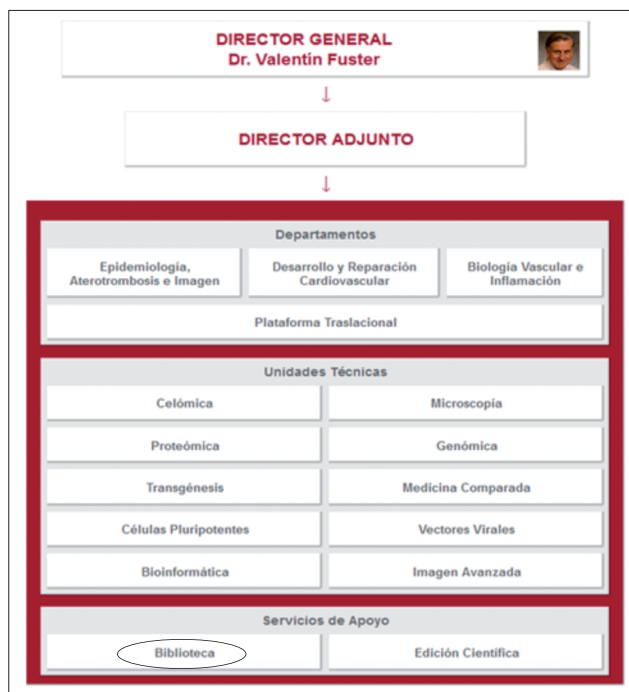 DIRECTOR GENERAL
Dr. Valentín Fuster
DIRECTOR ADJUNTO
Departamentos
Epidemiología,
Aterotrombosis e Imagen
Desarrollo y Reparación
Cardiovascular
Biología Vascular e
Inflamación
Plataforma Traslacional
Unidades Técnicas
Celómica
Microscopía
Proteómica
Genómica
Transgénesis
Medicina Comparada
Células Pluripotentes
Vectores Virales
Bioinformática
Imagen Avanzada
Servicios de Apoyo
Biblioteca
Edición Científica